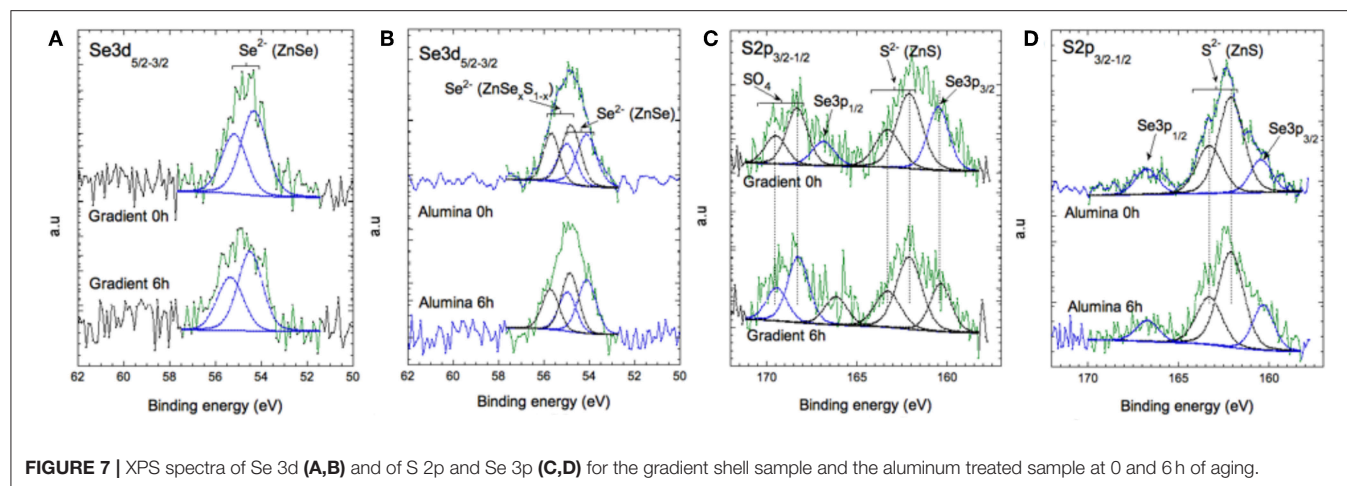 A
Se3d5/2-3/2
Se2- (ZnSe)
Gradient 0h
Gradient 6h
a.u
62 60 58 56 54 52 50
Binding energy (eV)
B
Se3d5/2-3/2
Se2- (ZnSexS1-x)
Se2- (ZnSe)
Alumina 0h
Alumina 6h
a.u
62 60 58 56 54 52 50
Binding energy (eV)
C
S2p3/2-1/2
S2- (ZnS)
SO4
Se3p1/2
Se3p3/2
Gradient 0h
Gradient 6h
a.u
170 165 160
Binding energy (eV)
D
S2p3/2-1/2
S2- (ZnS)
Se3p1/2
Se3p3/2
Alumina 0h
Alumina 6h
a.u
170 165 160
Binding energy (eV)
FIGURE 7 | XPS spectra of Se 3d (A,B) and of S 2p and Se 3p (C,D) for the gradient shell sample and the aluminum treated sample at 0 and 6 h of aging.